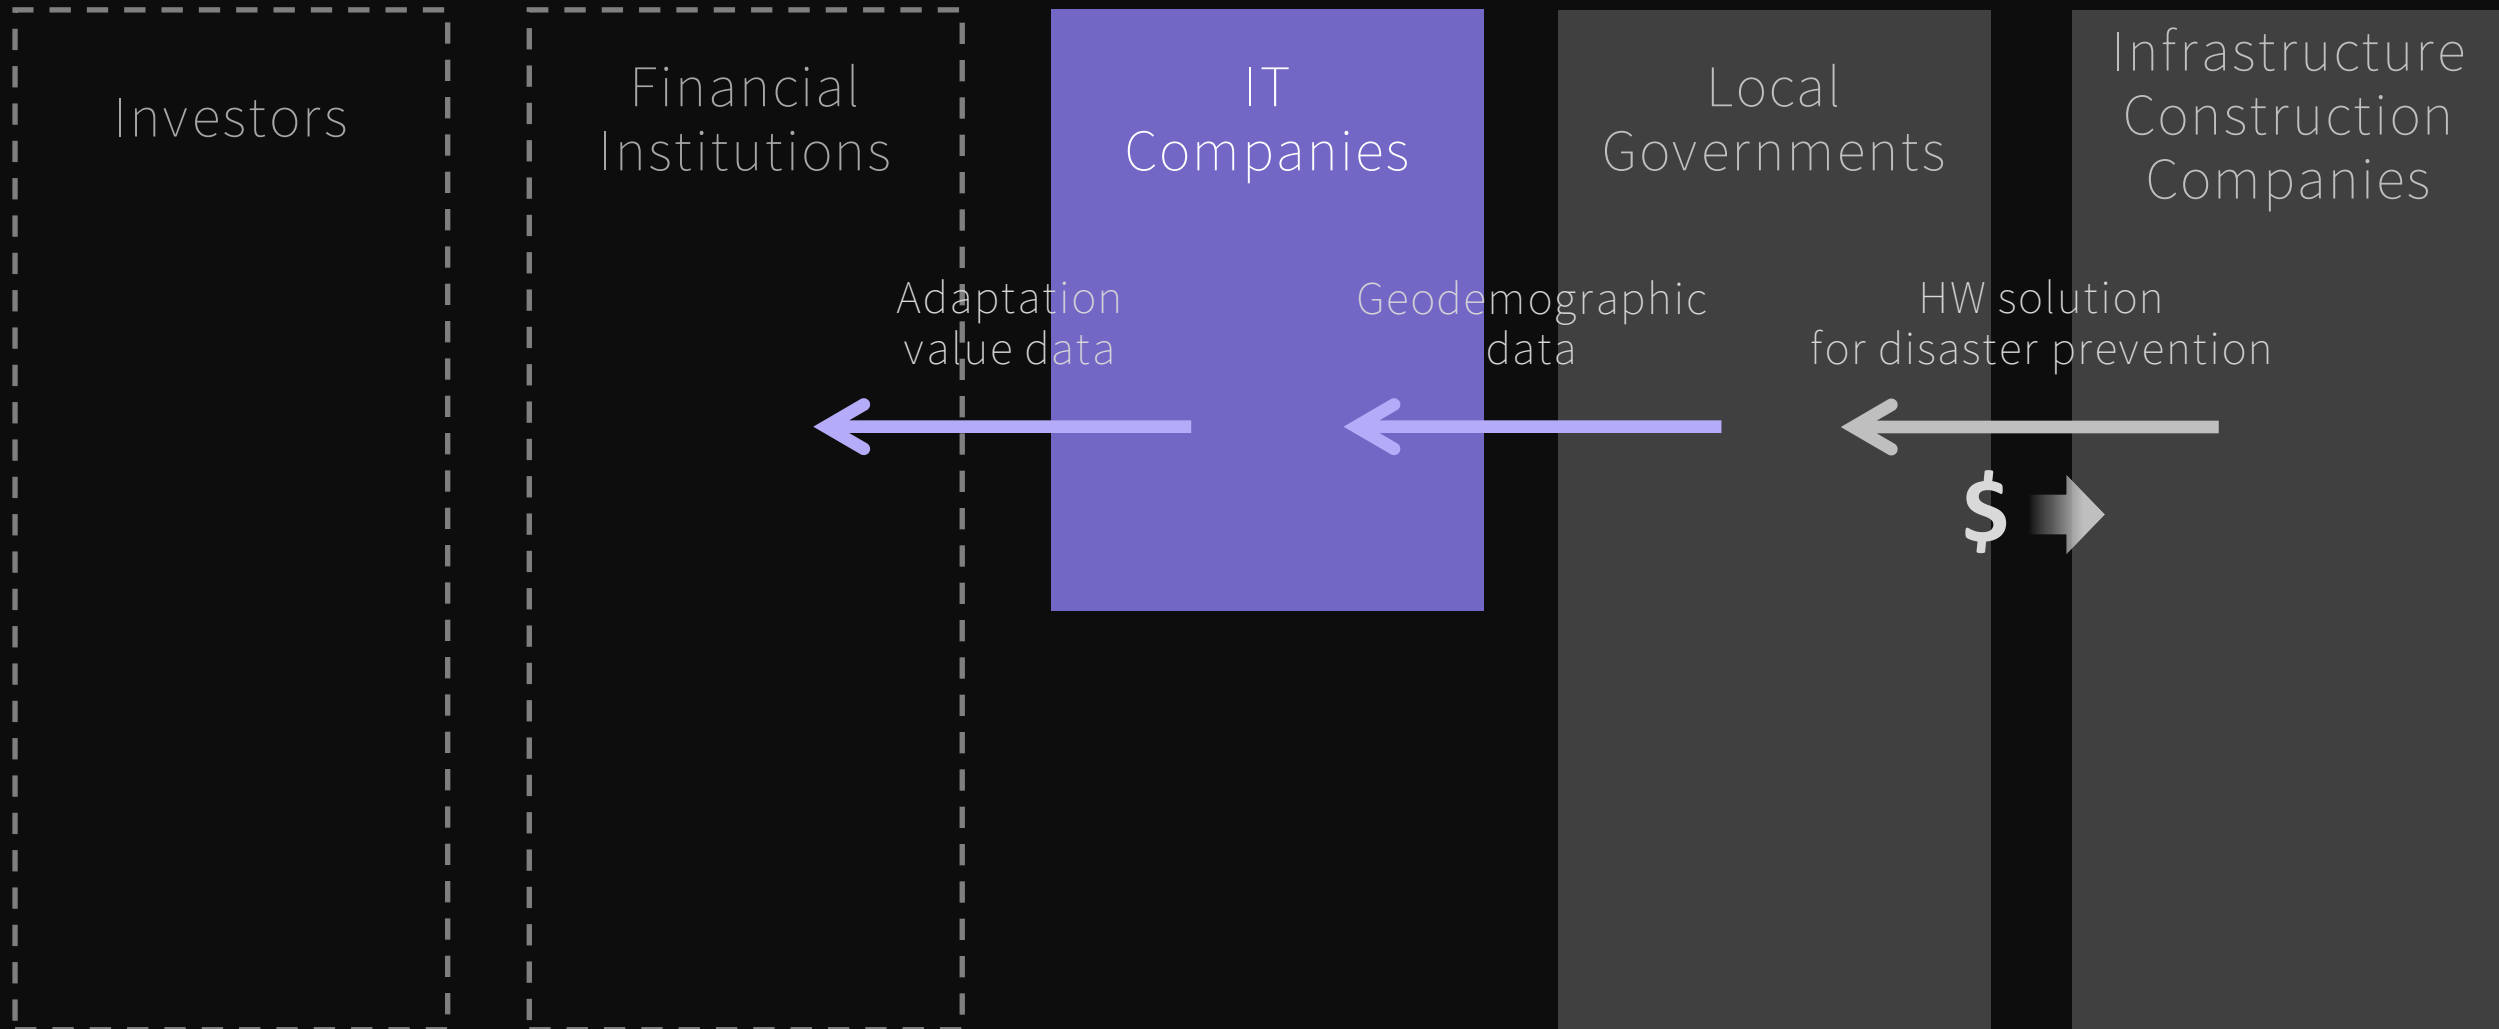 Investors
Financial
Institutions
IT
Companies
Local
Governments
Infrastructure
Construction
Companies
Adaptation
value data
Geodemographic
data
HW solution
for disaster prevention
$